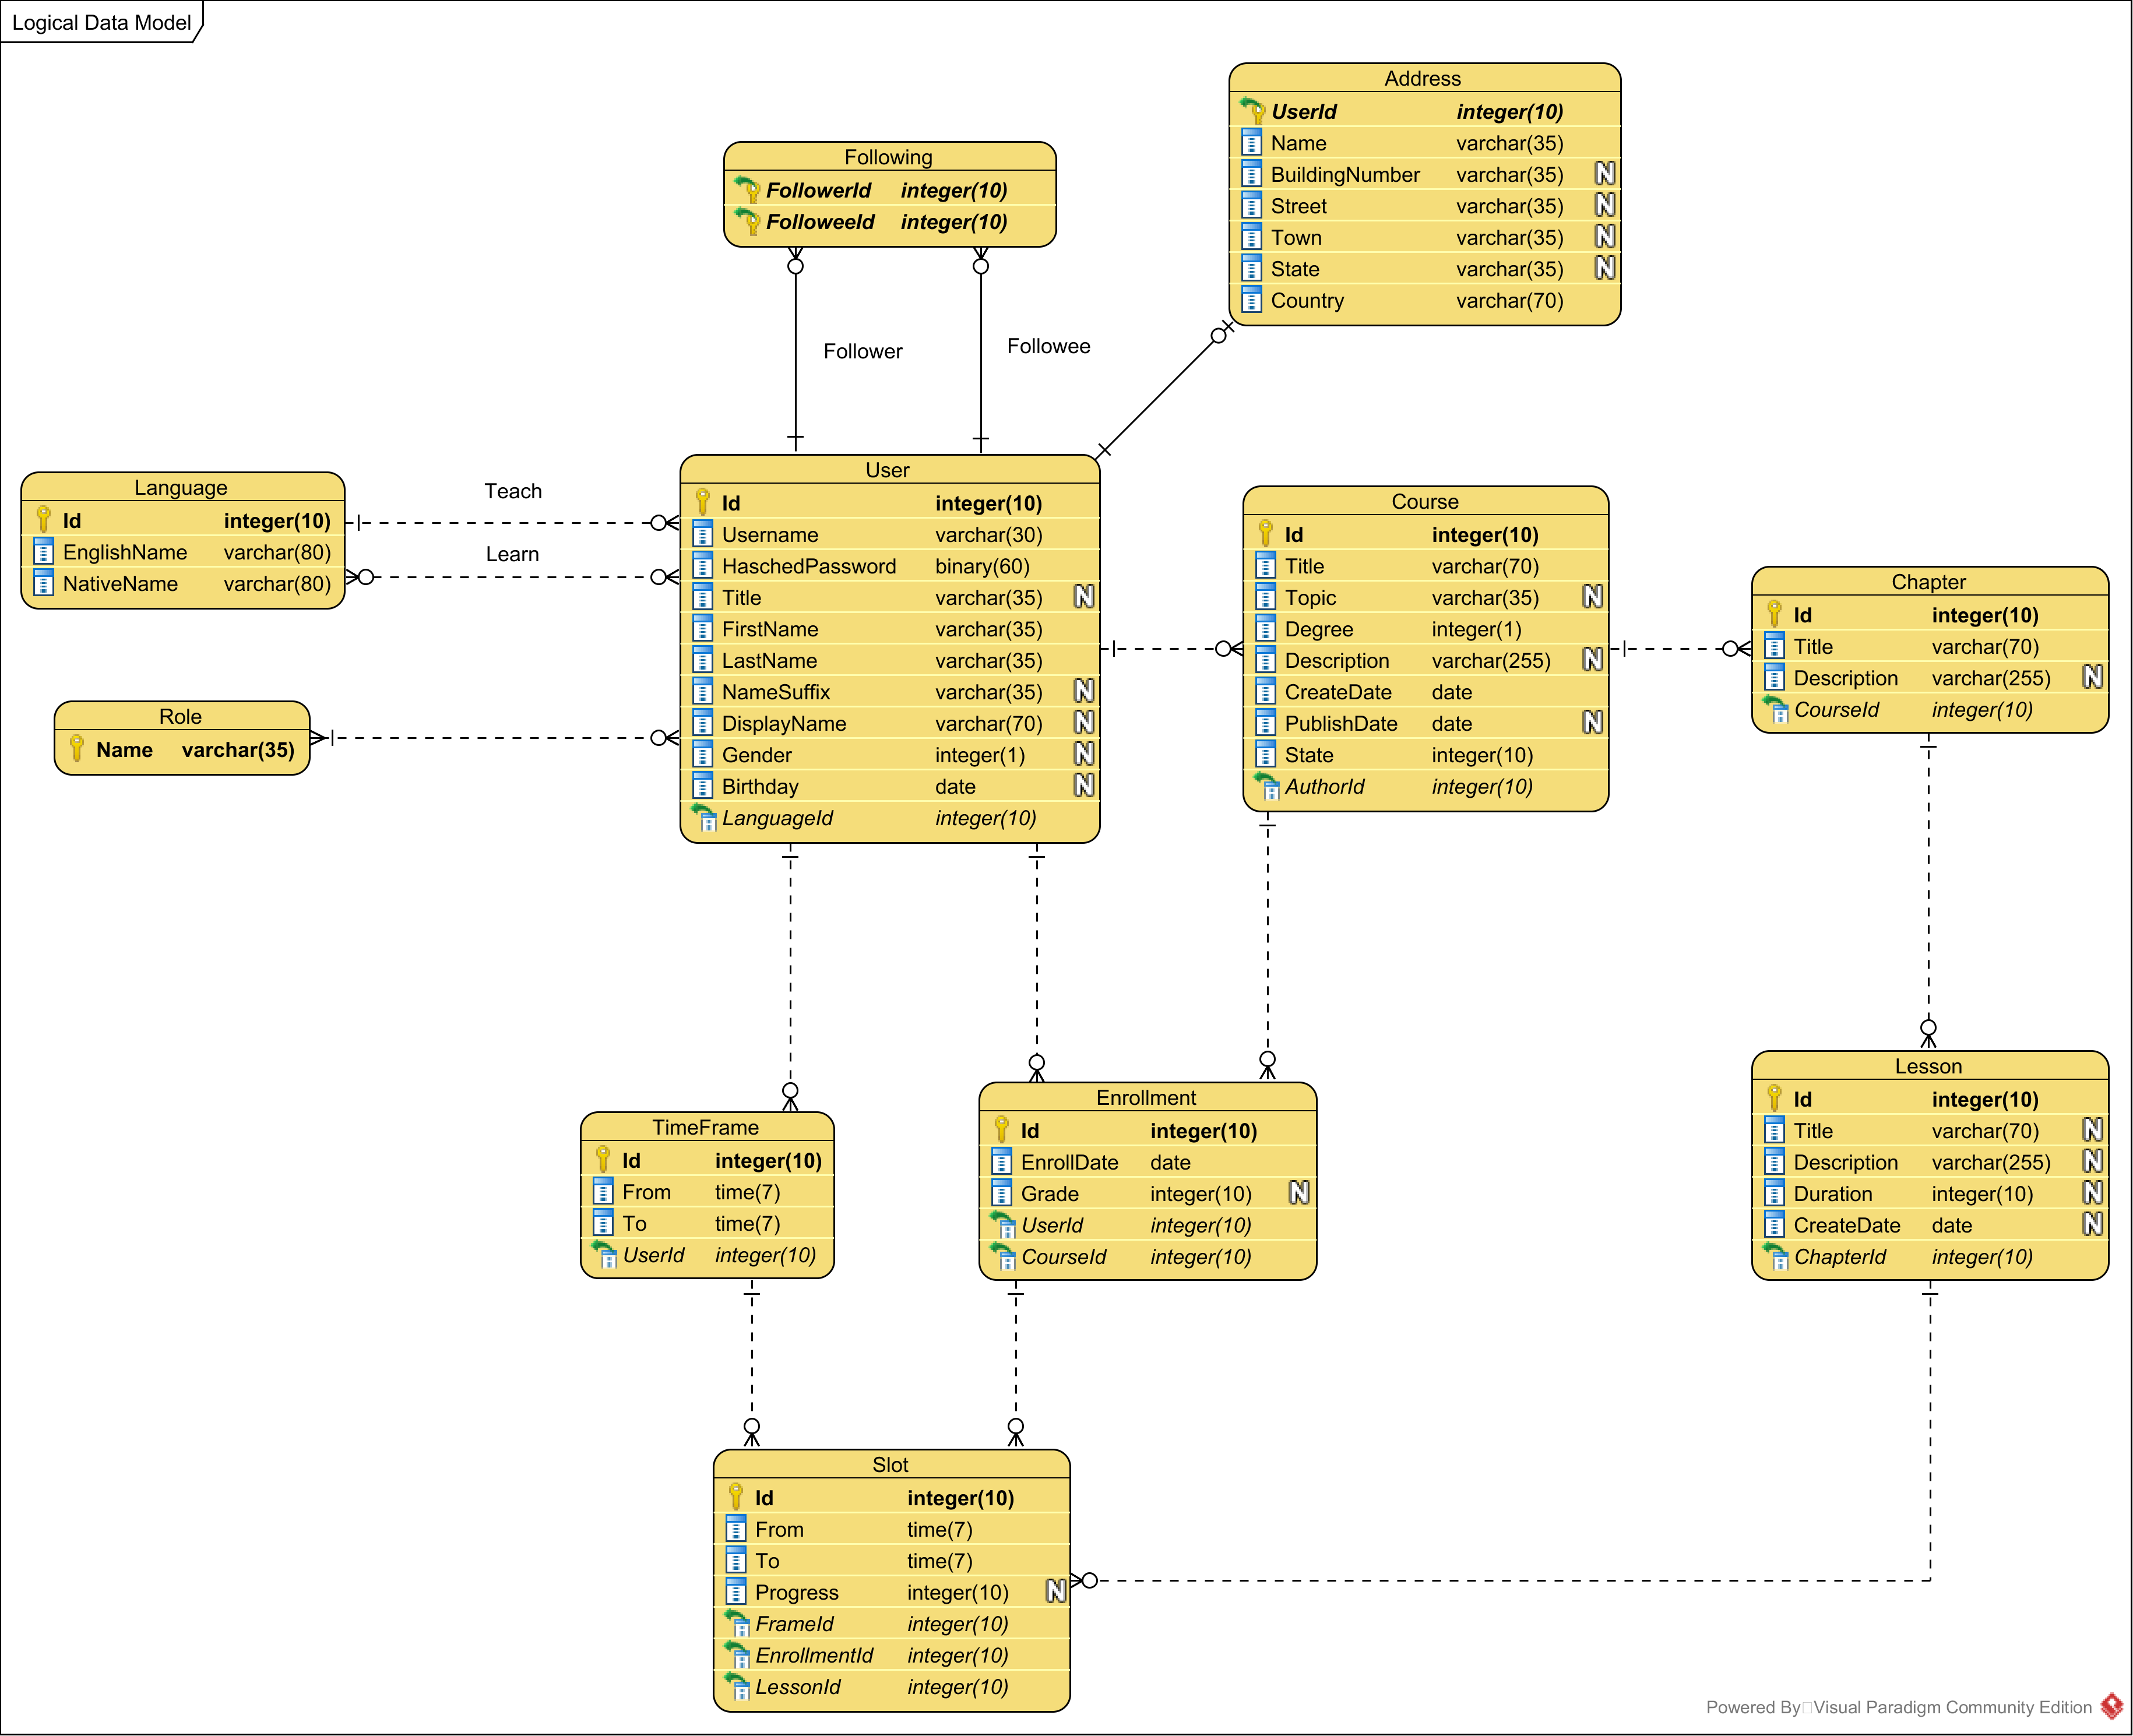 Logical Data Model
Address
UserId integer(10)
Name varchar(35)
BuildingNumber varchar(35) N
Street varchar(35) N
Town varchar(35) N
State varchar(35) N
Country varchar(70)
Following
FollowerId integer(10)
FolloweeId integer(10)
Follower
Followee
Language
Id integer(10)
EnglishName varchar(80)
NativeName varchar(80)
Teach
Learn
User
Id integer(10)
Username varchar(30)
HaschedPassword binary(60)
Title varchar(35) N
FirstName varchar(35)
LastName varchar(35)
NameSuffix varchar(35) N
DisplayName varchar(70) N
Gender integer(1) N
Birthday date N
LanguageId integer(10)
Course
Id integer(10)
Title varchar(70)
Topic varchar(35) N
Degree integer(1)
Description varchar(255) N
CreateDate date
PublishDate date N
State integer(10)
AuthorId integer(10)
Chapter
Id integer(10)
Title varchar(70)
Description varchar(255) N
CourseId integer(10)
Role
Name varchar(35)
TimeFrame
Id integer(10)
From time(7)
To time(7)
UserId integer(10)
Enrollment
Id integer(10)
EnrollDate date
Grade integer(10) N
UserId integer(10)
CourseId integer(10)
Lesson
Id integer(10)
Title varchar(70) N
Description varchar(255) N
Duration integer(10) N
CreateDate date N
ChapterId integer(10)
Slot
Id integer(10)
From time(7)
To time(7)
Progress integer(10) N
FrameId integer(10)
EnrollmentId integer(10)
LessonId integer(10)
Powered By Visual Paradigm Community Edition